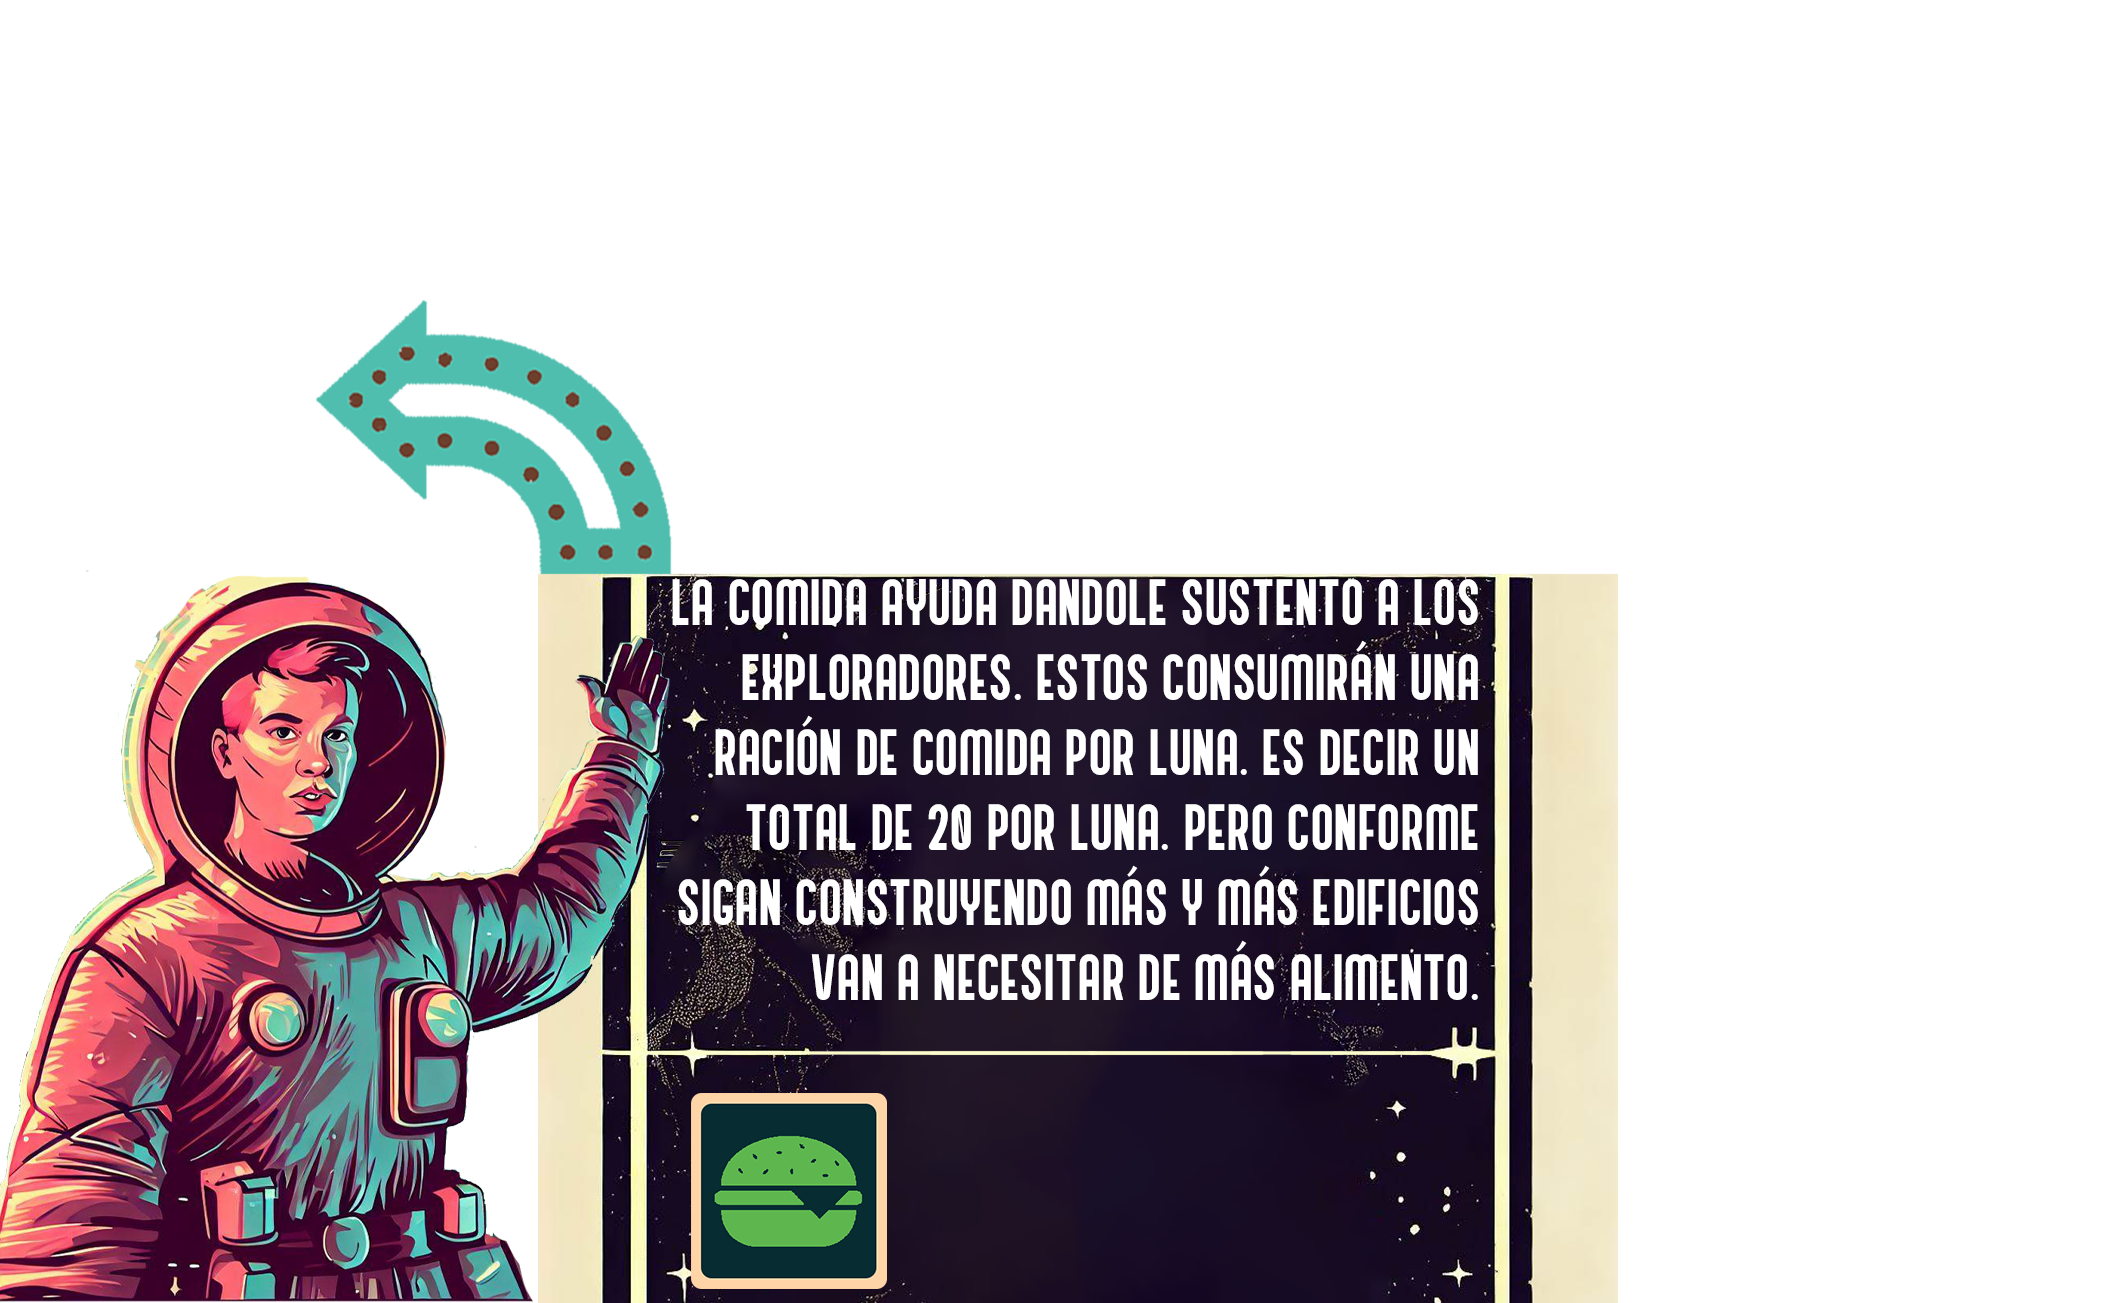 LA COMIDA AYUDA DANDOLE SUSTENTO A LOS
EXPLORADORES. ESTOS CONSUMIRÁN UNA
RACIÓN DE COMIDA POR LUNA. ES DECIR UN
TOTAL DE 20 POR LUNA. PERO CONFORME
SIGAN CONSTRUYENDO MÁS Y MÁS EDIFICIOS
VAN A NECESITAR DE MÁS ALIMENTO.